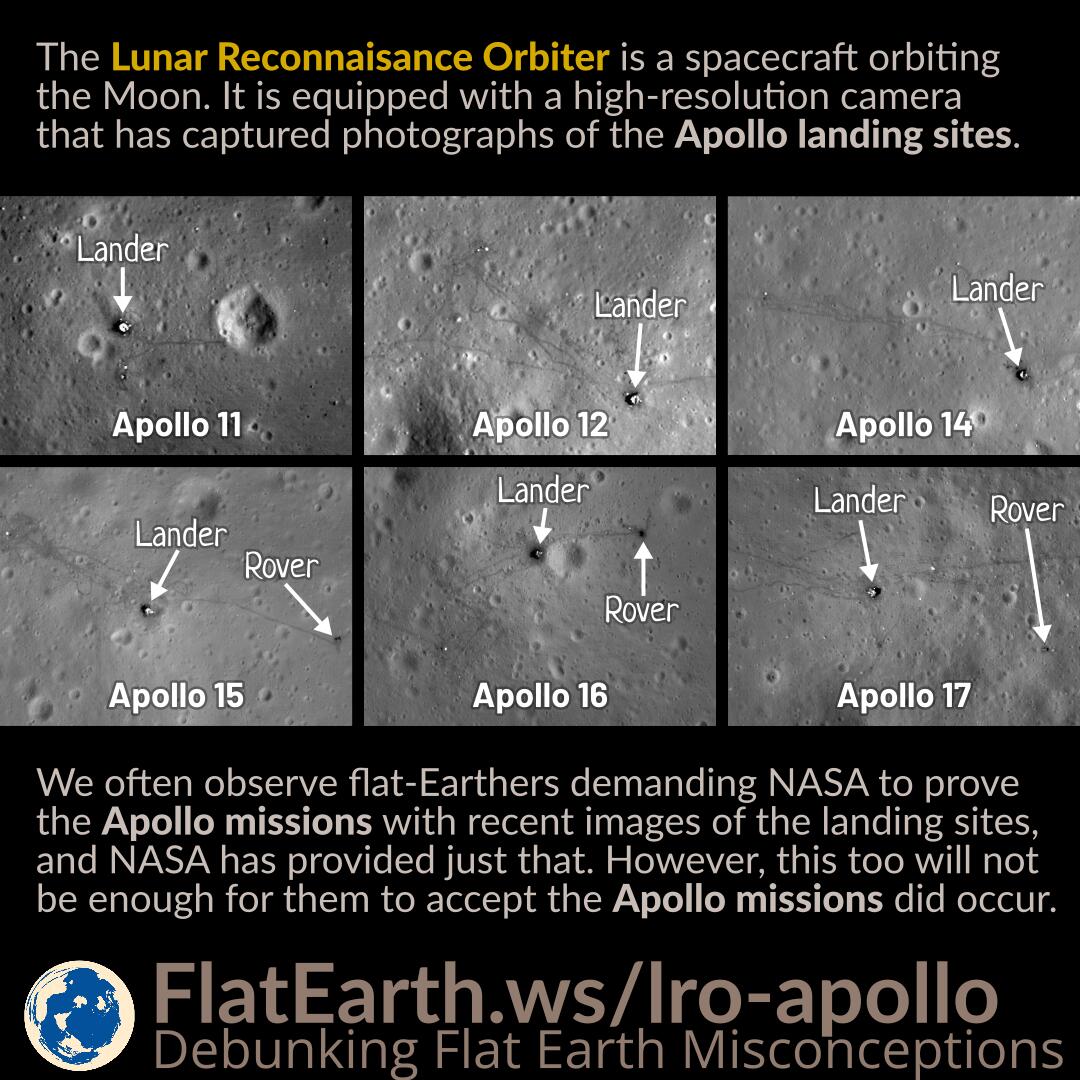 The Lunar Reconnaisance Orbiter is a spacecraft orbiting
the Moon. It is equipped with a high-resolution camera
that has captured photographs of the Apollo landing sites.
Lander
Apollo 11
Lander
Apollo 12
Lander
Apollo 14
Lander
Rover
Apollo 15
Lander
Rover
Apollo 16
Lander
Rover
Apollo 17
We often observe flat-Earthers demanding NASA to prove
the Apollo missions with recent images of the landing sites,
and NASA has provided just that. However, this too will not
be enough for them to accept the Apollo missions did occur.
FlatEarth.ws/lro-apollo
Debunking Flat Earth Misconceptions